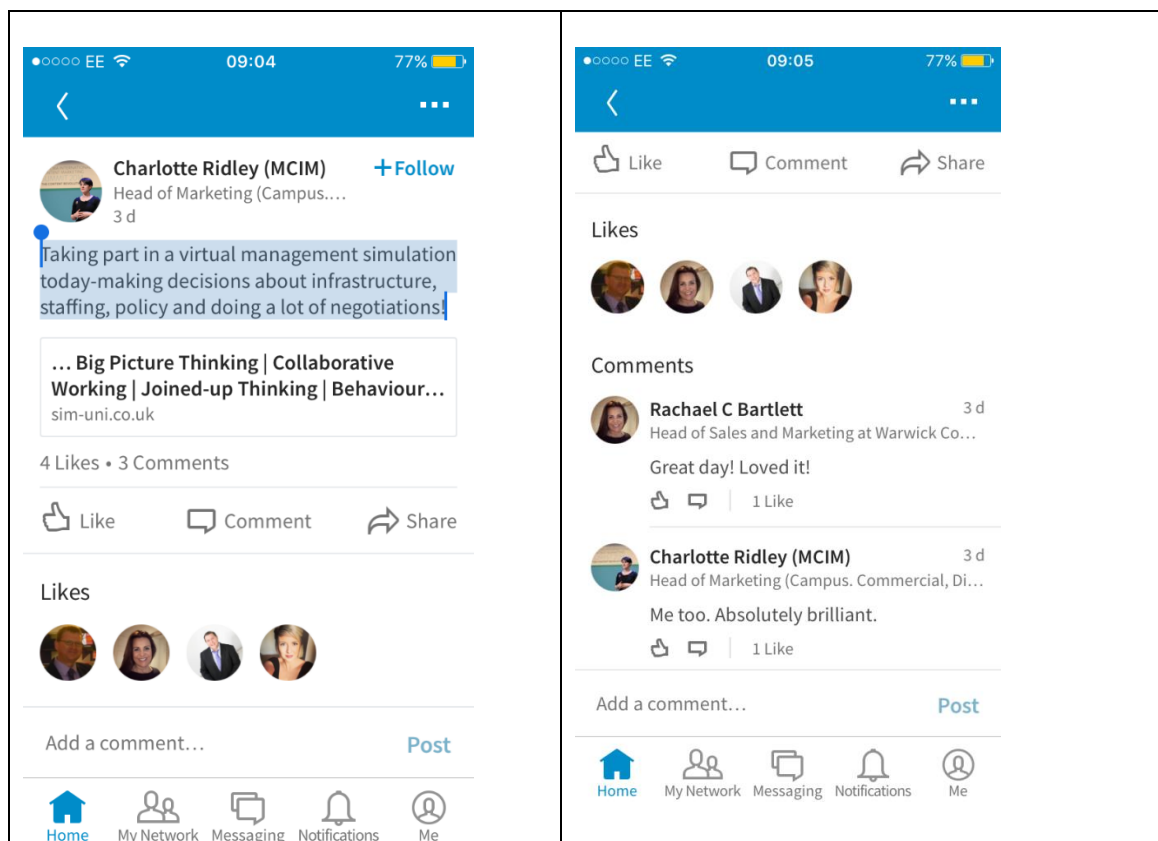 EE 09:04 77%
Charlotte Ridley (MCIM) +Follow
Head of Marketing (Campus....
3 d
Taking part in a virtual management simulation
today-making decisions about infrastructure,
staffing, policy and doing a lot of negotiations!
... Big Picture Thinking | Collaborative
Working | Joined-up Thinking | Behaviour...
sim-uni.co.uk
4 Likes • 3 Comments
Like Comment Share
Likes
Add a comment... Post
Home My Network Messaging Notifications Me
EE 09:05 77%
Like Comment Share
Likes
Comments
Rachael C Bartlett 3 d
Head of Sales and Marketing at Warwick Co...
Great day! Loved it!
1 Like
Charlotte Ridley (MCIM) 3 d
Head of Marketing (Campus. Commercial, Di...
Me too. Absolutely brilliant.
1 Like
Add a comment... Post
Home My Network Messaging Notifications Me